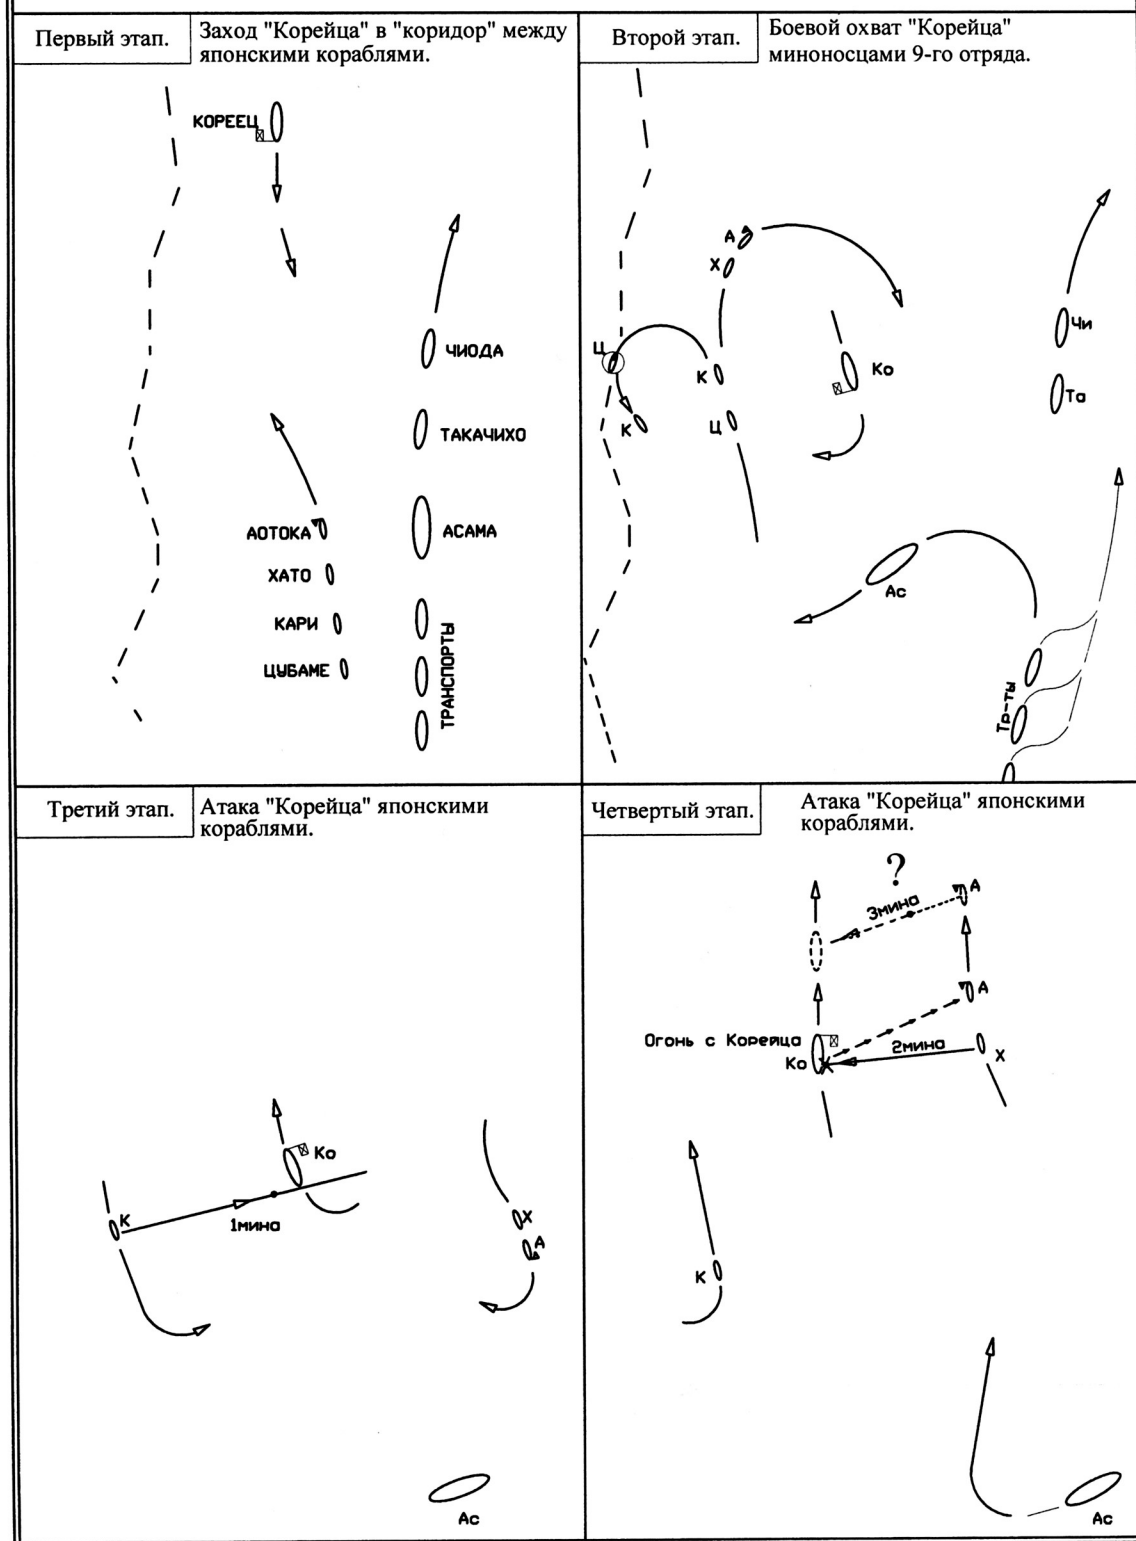 Первый этап.
Заход "Корейца" в "коридор" между
японскими кораблями.
КОРЕЕЦ
ЧИОДА
ТАКАЧИХО
АОТОКА
АСАМА
ХАТО
КАРИ
ЦУБАМЕ
ТРАНСПОРТЫ
Второй этап.
Боевой охват "Корейца"
миноносцами 9-го отряда.
А
Х
Чи
Ц
К
Ко
Та
К
Ц
Ас
Тр-ты
Третий этап.
Атака "Корейца" японскими
кораблями.
Ко
К
1мина
Х
А
Ас
Четвертый этап.
Атака "Корейца" японскими
кораблями.
?
А
3мина
А
Огонь с Корейца
Ко
2мина
Х
К
Ас